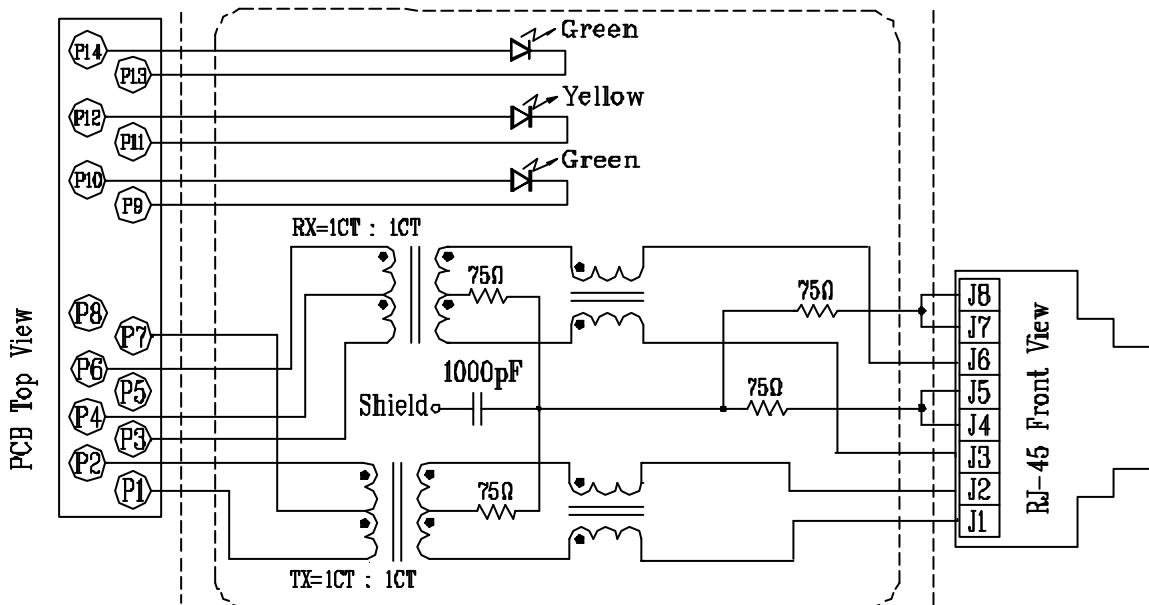 P14
Green
P13
P12
Yellow
P11
P10
Green
P9
RX=1CT : 1CT
75Ω
75Ω
P8
P7
P6
P5
P4
P3
P2
P1
PCB Top View
1000pF
Shield
75Ω
75Ω
TX=1CT : 1CT
J8
J7
J6
J5
J4
J3
J2
J1
RJ-45 Front View